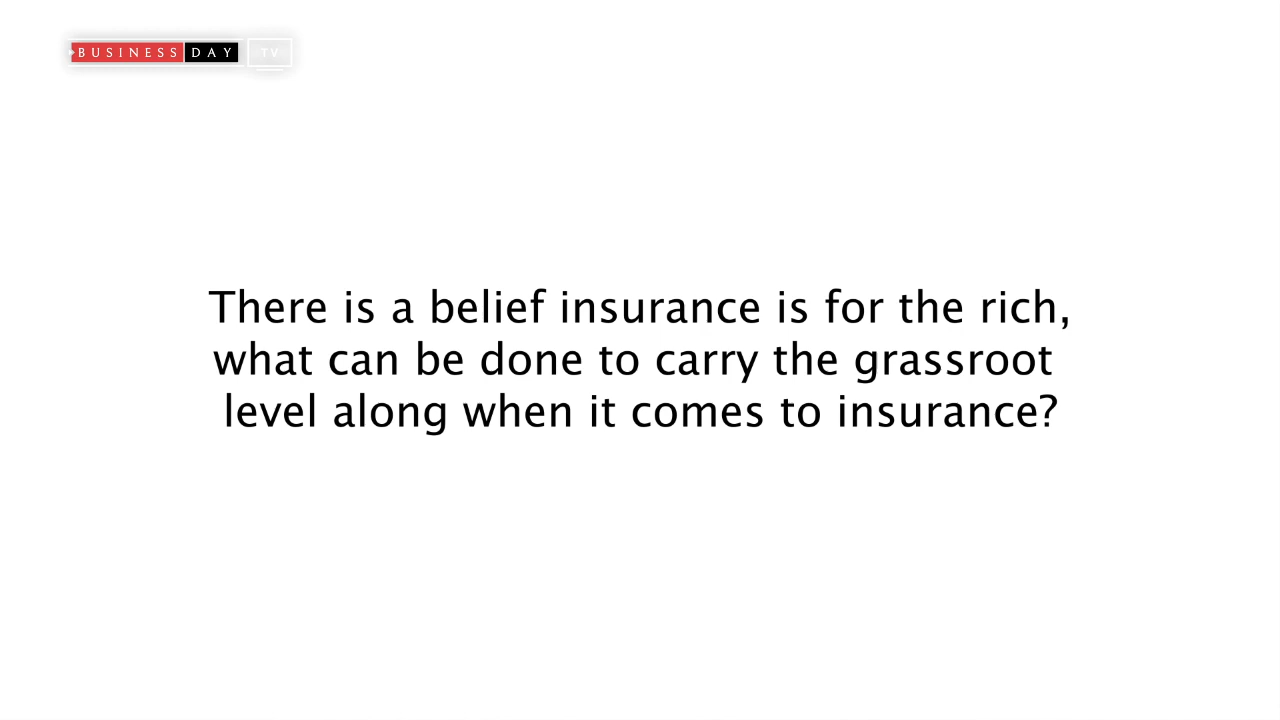 BUSINESS DAY TV
There is a belief insurance is for the rich,
what can be done to carry the grassroot
level along when it comes to insurance?